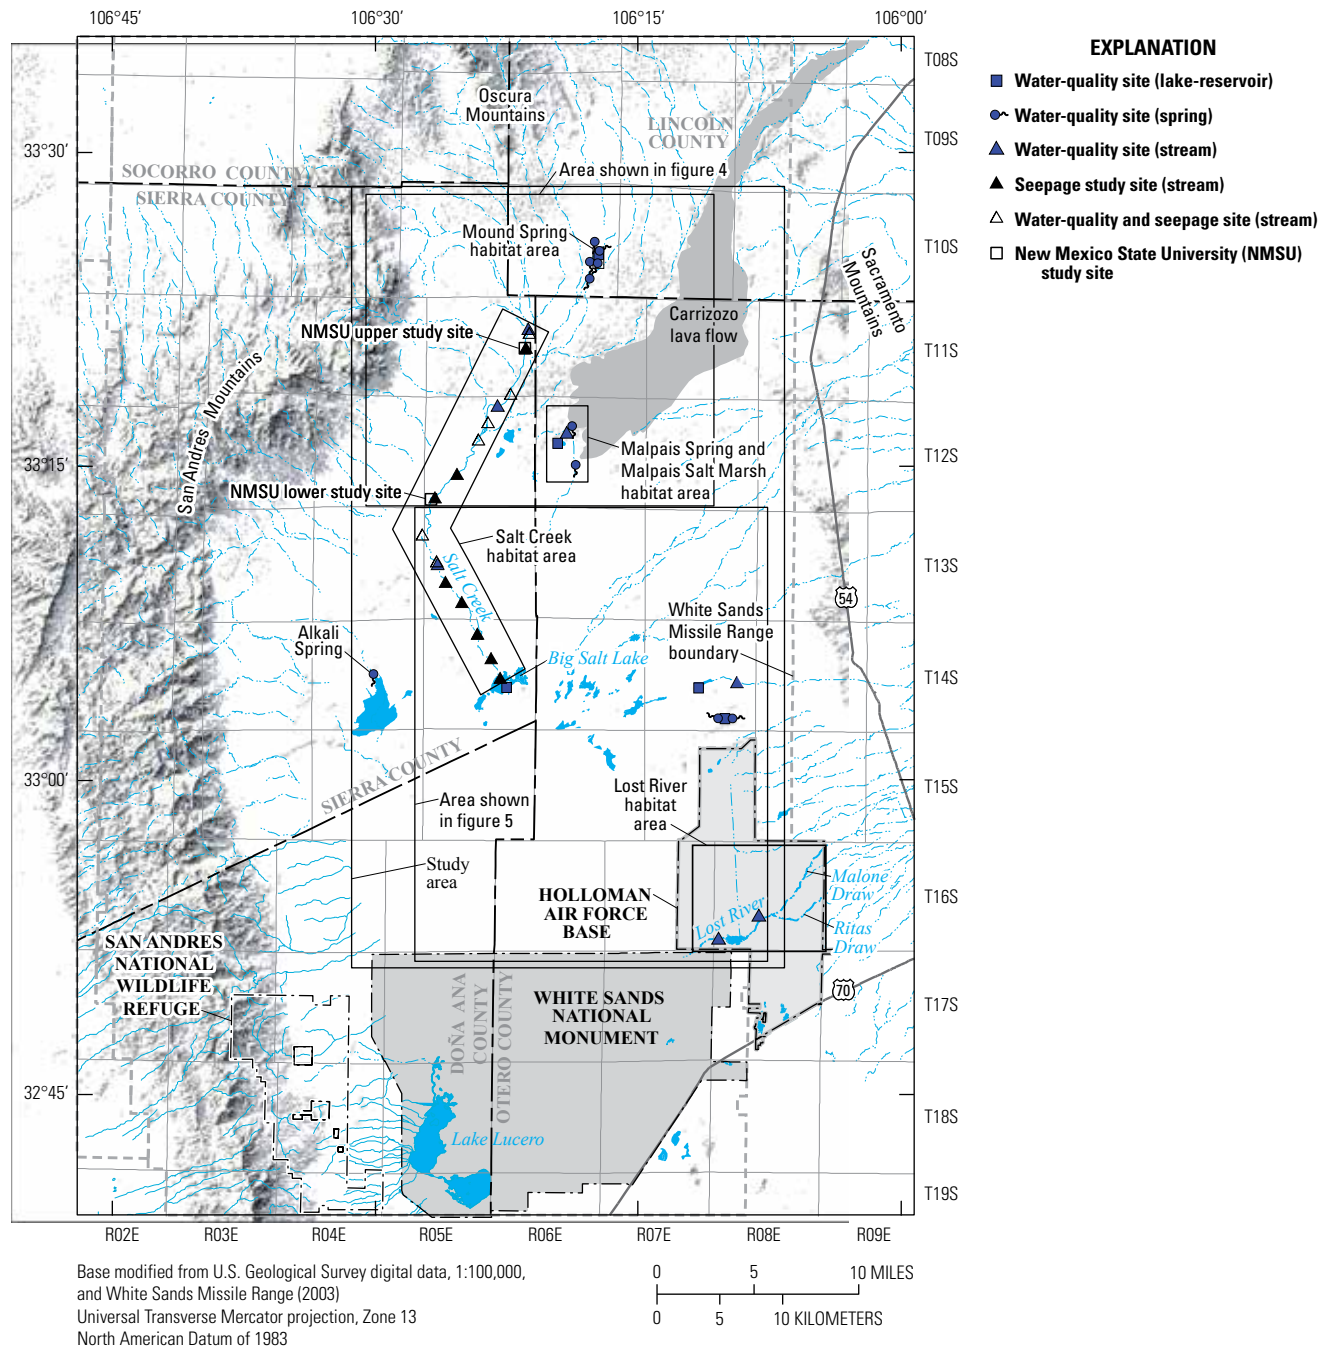 106°45′
106°30′
106°15′
106°00′
EXPLANATION
Water-quality site (lake-reservoir)
Water-quality site (spring)
Water-quality site (stream)
Seepage study site (stream)
Water-quality and seepage site (stream)
New Mexico State University (NMSU)
study site
T08S
T09S
T10S
T11S
T12S
T13S
T14S
T15S
T16S
T17S
T18S
T19S
33°30′
33°15′
33°00′
32°45′
Oscura
Mountains
LINCOLN
COUNTY
SOCORRO COUNTY
SIERRA COUNTY
Area shown in figure 4
Mound Spring
habitat area
Sacramento
Mountains
Carrizozo
lava flow
NMSU upper study site
San Andres Mountains
Malpais Spring and
Malpais Salt Marsh
habitat area
NMSU lower study site
Salt Creek
habitat area
Salt Creek
54
White Sands
Missile Range
boundary
Alkali
Spring
Big Salt Lake
SIERRA COUNTY
Lost River
habitat
area
Area shown
in figure 5
Study
area
Malone
Draw
HOLLOMAN
AIR FORCE
BASE
Lost River
Ritas
Draw
SAN ANDRES
NATIONAL
WILDLIFE
REFUGE
DOÑA ANA
COUNTY
OTERO COUNTY
WHITE SANDS
NATIONAL
MONUMENT
70
Lake Lucero
R02E
R03E
R04E
R05E
R06E
R07E
R08E
R09E
Base modified from U.S. Geological Survey digital data, 1:100,000,
and White Sands Missile Range (2003)
Universal Transverse Mercator projection, Zone 13
North American Datum of 1983
0 5 10 MILES
0 5 10 KILOMETERS